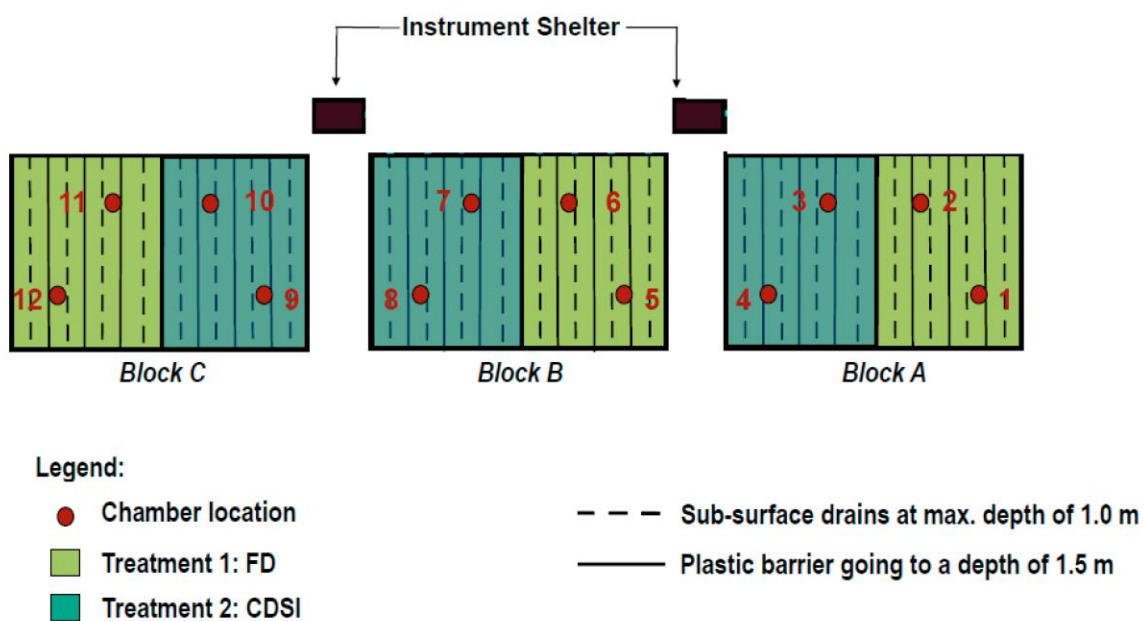 Instrument Shelter
11
10
7
6
3
2
12
9
8
5
4
1
Block C
Block B
Block A
Legend:
Chamber location
Sub-surface drains at max. depth of 1.0 m
Treatment 1: FD
Plastic barrier going to a depth of 1.5 m
Treatment 2: CDSI